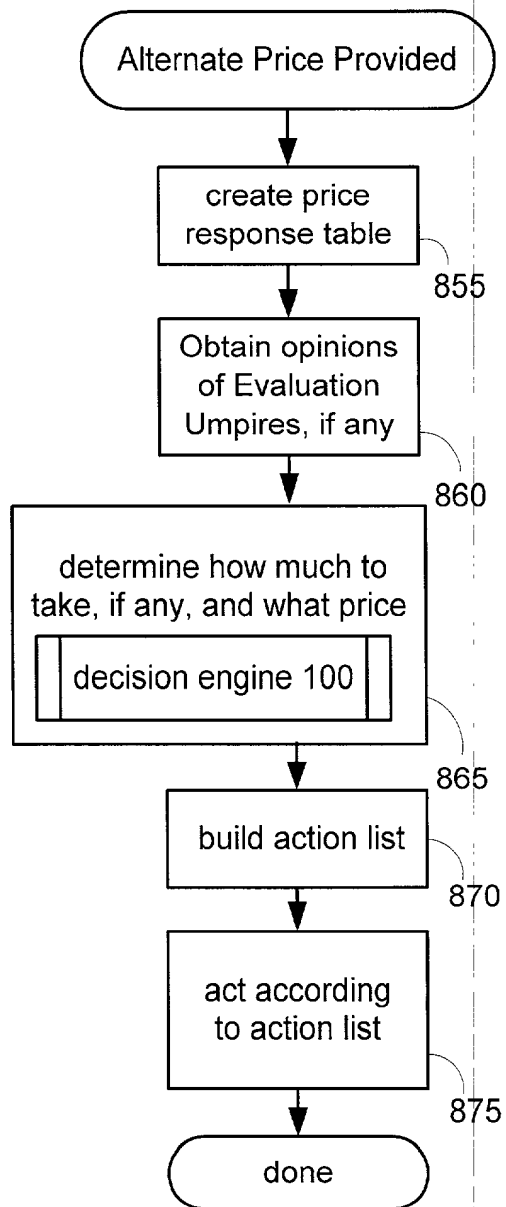 Alternate Price Provided
create price
response table
855
Obtain opinions
of Evaluation
Umpires, if any
860
determine how much to
take, if any, and what price
decision engine 100
865
build action list
870
act according
to action list
875
done